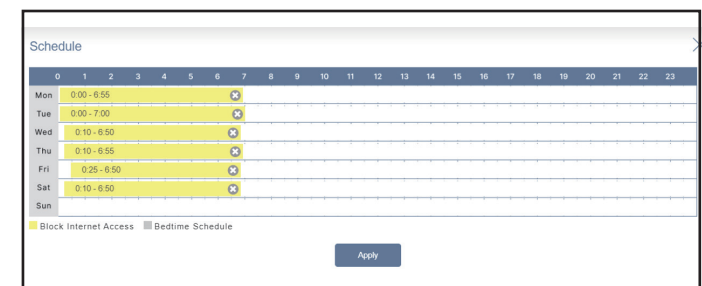 Schedule
0 1 2 3 4 5 6 7 8 9 10 11 12 13 14 15 16 17 18 19 20 21 22 23
Mon 0:00 - 6:55
Tue 0:00 - 7:00
Wed 0:10 - 6:50
Thu 0:10 - 6:55
Fri 0:25 - 6:50
Sat 0:10 - 6:50
Sun
Block Internet Access Bedtime Schedule
Apply